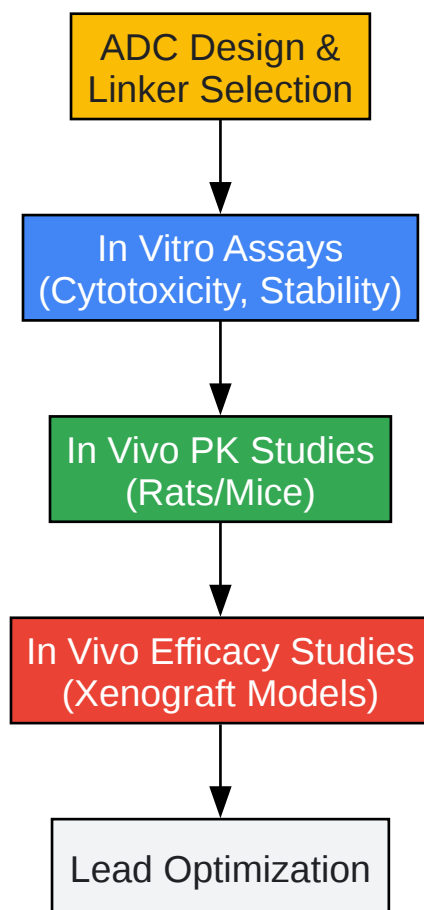 ADC Design &
Linker Selection
In Vitro Assays
(Cytotoxicity, Stability)
In Vivo PK Studies
(Rats/Mice)
In Vivo Efficacy Studies
(Xenograft Models)
Lead Optimization